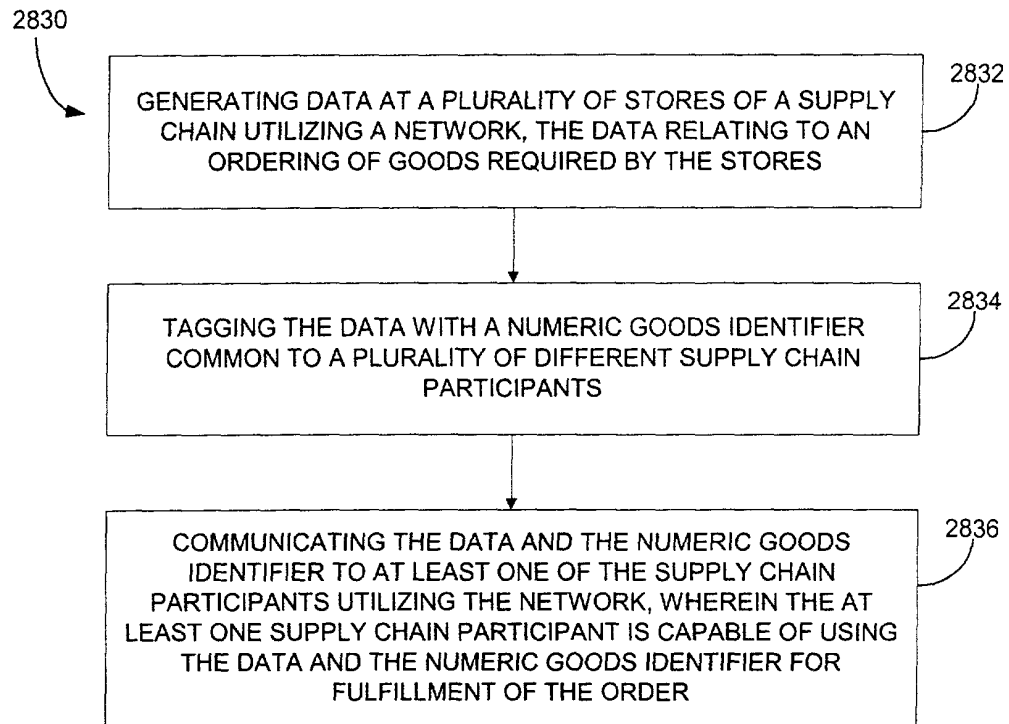 2830
2832
GENERATING DATA AT A PLURALITY OF STORES OF A SUPPLY
CHAIN UTILIZING A NETWORK, THE DATA RELATING TO AN
ORDERING OF GOODS REQUIRED BY THE STORES
2834
TAGGING THE DATA WITH A NUMERIC GOODS IDENTIFIER
COMMON TO A PLURALITY OF DIFFERENT SUPPLY CHAIN
PARTICIPANTS
2836
COMMUNICATING THE DATA AND THE NUMERIC GOODS
IDENTIFIER TO AT LEAST ONE OF THE SUPPLY CHAIN
PARTICIPANTS UTILIZING THE NETWORK, WHEREIN THE AT
LEAST ONE SUPPLY CHAIN PARTICIPANT IS CAPABLE OF USING
THE DATA AND THE NUMERIC GOODS IDENTIFIER FOR
FULFILLMENT OF THE ORDER